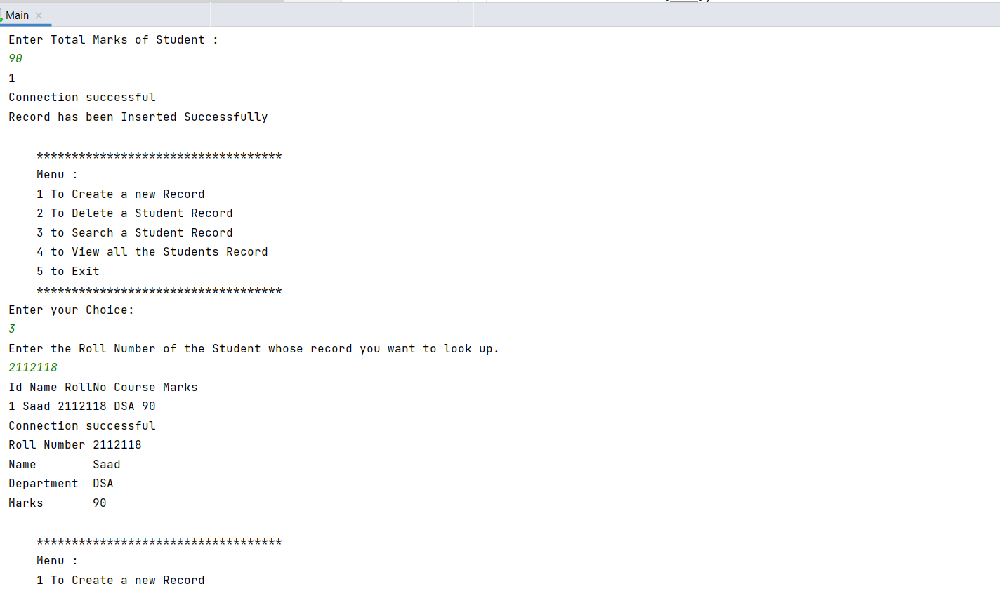 Main
Enter Total Marks of Student :
90
1
Connection successful
Record has been Inserted Successfully
***********************************
Menu :
1 To Create a new Record
2 To Delete a Student Record
3 to Search a Student Record
4 to View all the Students Record
5 to Exit
***********************************
Enter your Choice:
3
Enter the Roll Number of the Student whose record you want to look up.
2112118
Id Name RollNo Course Marks
1 Saad 2112118 DSA 90
Connection successful
Roll Number 2112118
Name        Saad
Department  DSA
Marks       90
***********************************
Menu :
1 To Create a new Record